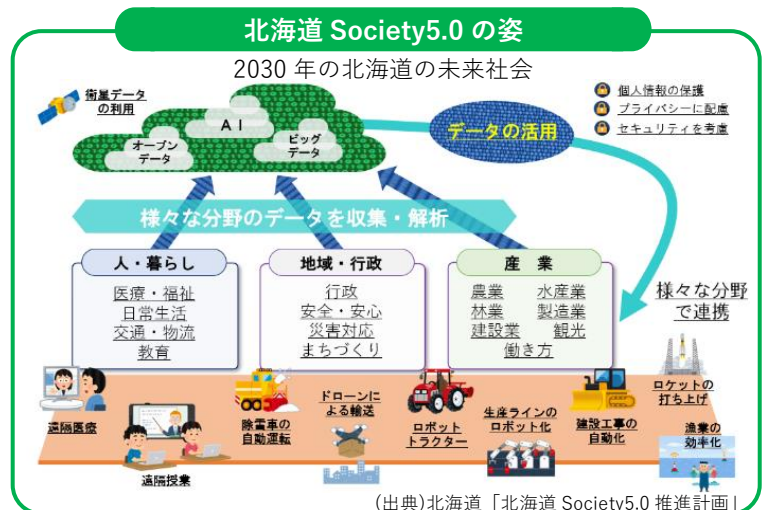 北海道 Society5.0 の姿
2030 年の北海道の未来社会
衛星データ
の利用
AI
オープン
データ
ビッグ
データ
データの活用
個人情報の保護
プライバシーに配慮
セキュリティを考慮
様々な分野のデータを収集・解析
人・暮らし
医療・福祉
日常生活
交通・物流
教育
地域・行政
行政
安全・安心
災害対応
まちづくり
産 業
農業 水産業
林業 製造業
建設業 観光
働き方
様々な分野
で連携
遠隔医療
遠隔授業
除雪車の
自動運転
ドローンに
よる輸送
ロボット
トラクター
生産ラインの
ロボット化
建設工事の
自動化
ロケットの
打ち上げ
漁業の
効率化
(出典)北海道「北海道 Society5.0 推進計画」